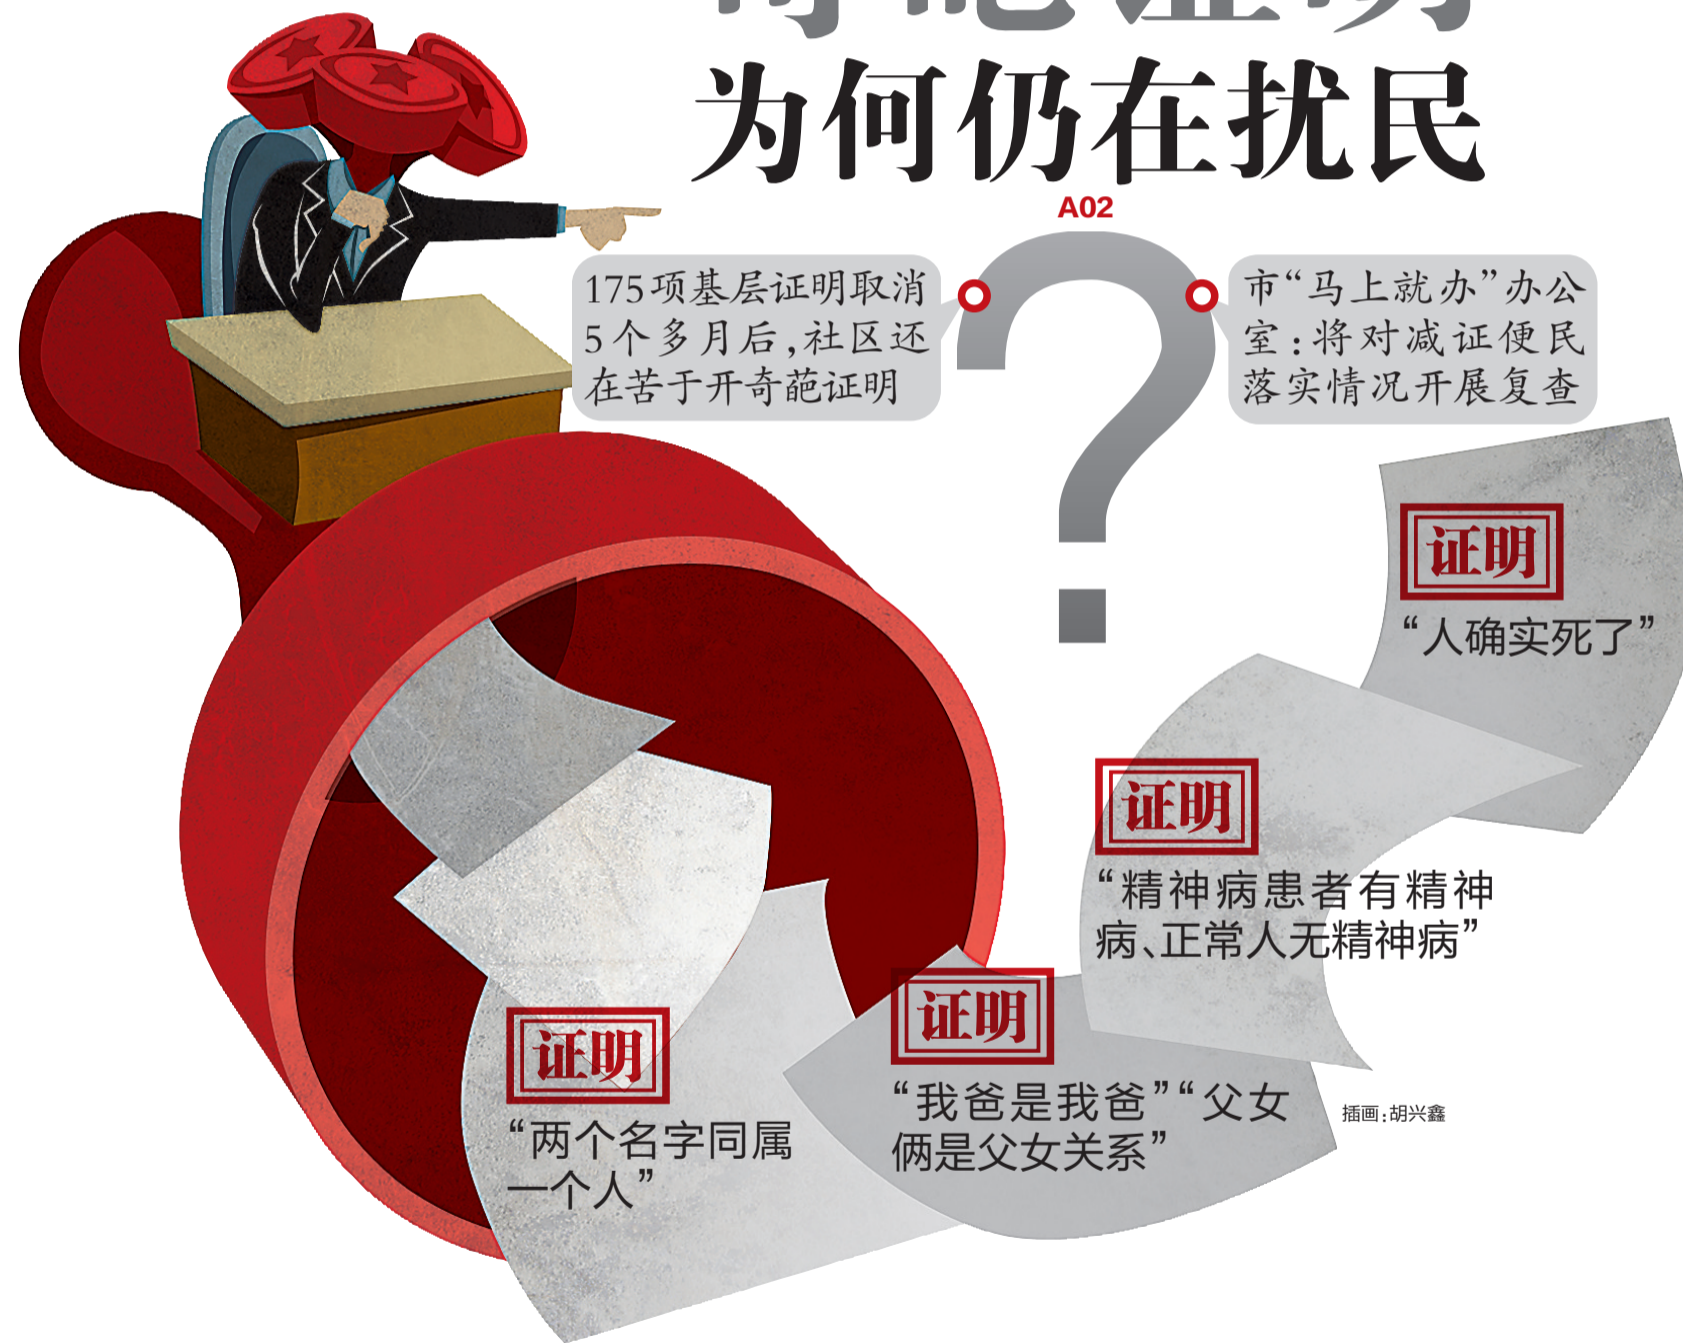 奇葩证明
为何仍在扰民
A02
175项基层证明取消
5个多月后,社区还
在苦于开奇葩证明
市“马上就办”办公
室:将对减证便民
落实情况开展复查
?
证明
“人确实死了”
证明
“精神病患者有精神
病、正常人无精神病”
证明
“我爸是我爸”“父女
俩是父女关系”
证明
“两个名字同属
一个人”
插画:胡兴鑫